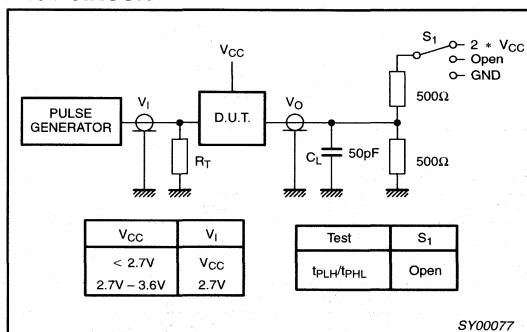 S1
2 * VCC
Open
GND
VCC
500Ω
PULSE
GENERATOR
VI
D.U.T.
VO
RT
CL
50pF
500Ω
VCC VI
< 2.7V VCC
2.7V – 3.6V 2.7V
Test S1
tPLH/tPHL Open
SY00077